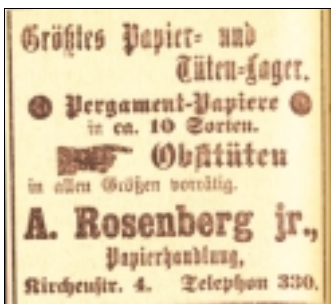 Größtes Papier- und
Tüten-Lager.
Pergament-Papiere
in ca. 10 Sorten.
Obsttüten
in allen Größen vorrätig.
A. Rosenberg jr.,
Papierhandlung,
Kirchenstr. 4. Telephon 330.